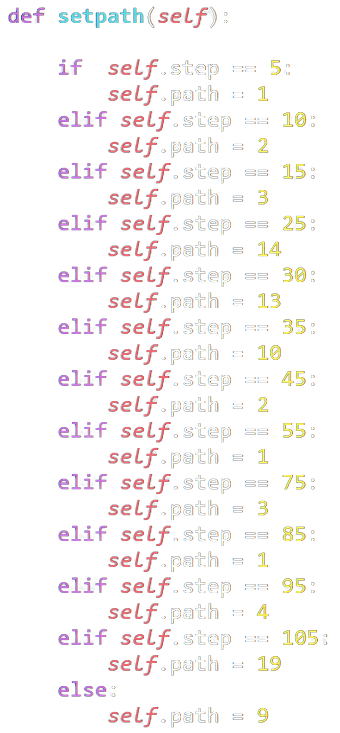 def setpath(self):
if  self.step == 5:
self.path = 1
elif self.step == 10:
self.path = 2
elif self.step == 15:
self.path = 3
elif self.step == 25:
self.path = 14
elif self.step == 30:
self.path = 13
elif self.step == 35:
self.path = 10
elif self.step == 45:
self.path = 2
elif self.step == 55:
self.path = 1
elif self.step == 75:
self.path = 3
elif self.step == 85:
self.path = 1
elif self.step == 95:
self.path = 4
elif self.step == 105:
self.path = 19
else:
self.path = 9